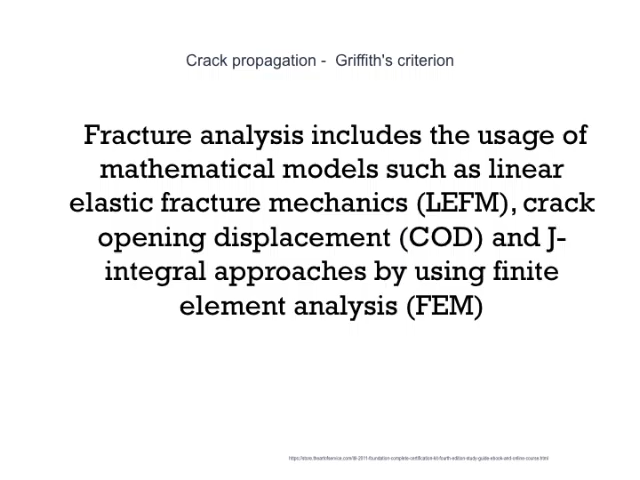 Crack propagation -  Griffith's criterion
Fracture analysis includes the usage of
mathematical models such as linear
elastic fracture mechanics (LEFM), crack
opening displacement (COD) and J-
integral approaches by using finite
element analysis (FEM)